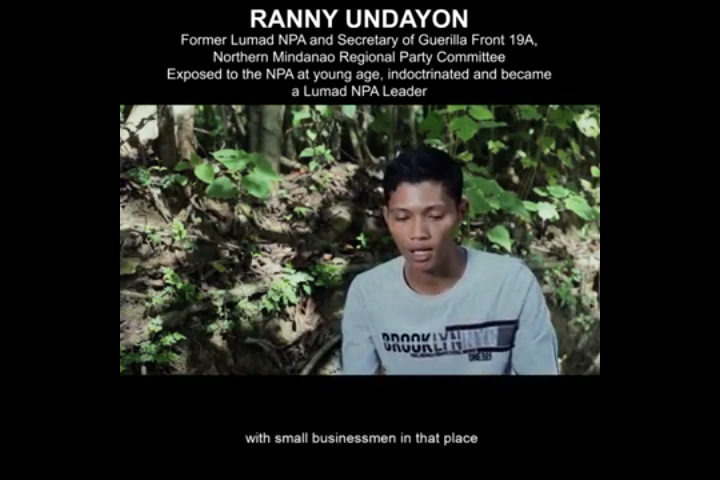 RANNY UNDAYON
Former Lumad NPA and Secretary of Guerilla Front 19A,
Northern Mindanao Regional Party Committee
Exposed to the NPA at young age, indoctrinated and became
a Lumad NPA Leader
BROOKLYN NYC
with small businessmen in that place